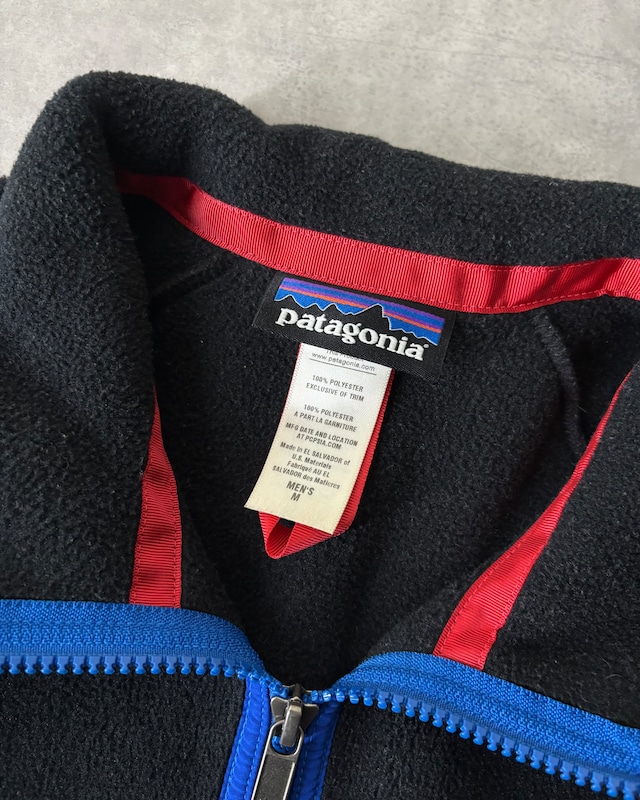 patagonia®
www.patagonia.com
100% POLYESTER
EXCLUSIVE OF TRIM
100% POLYESTER
A PART LA GARNITURE
MFG DATE AND LOCATION
AT PCPSIA.COM
Made in EL SALVADOR of
U.S. Materials
Fabriqué AU EL
SALVADOR des Matières
MEN'S
M